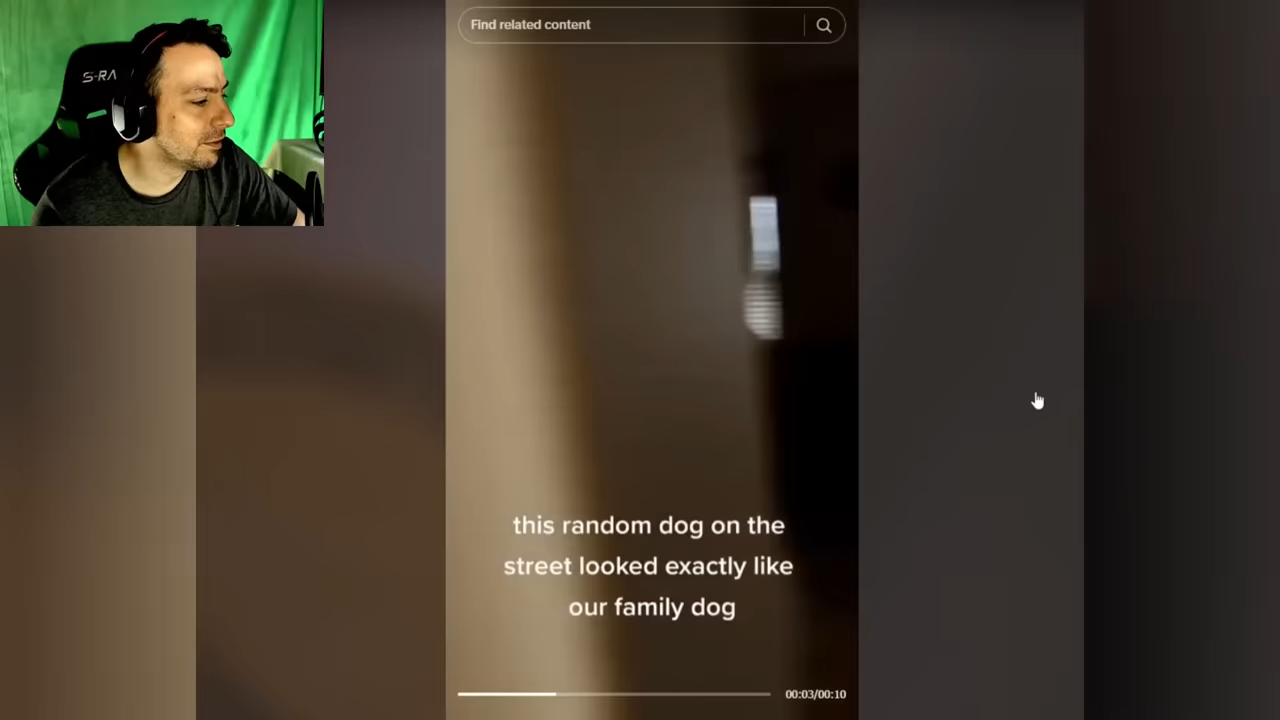 S-RA
Find related content
this random dog on the
street looked exactly like
our family dog
00:03/00:10